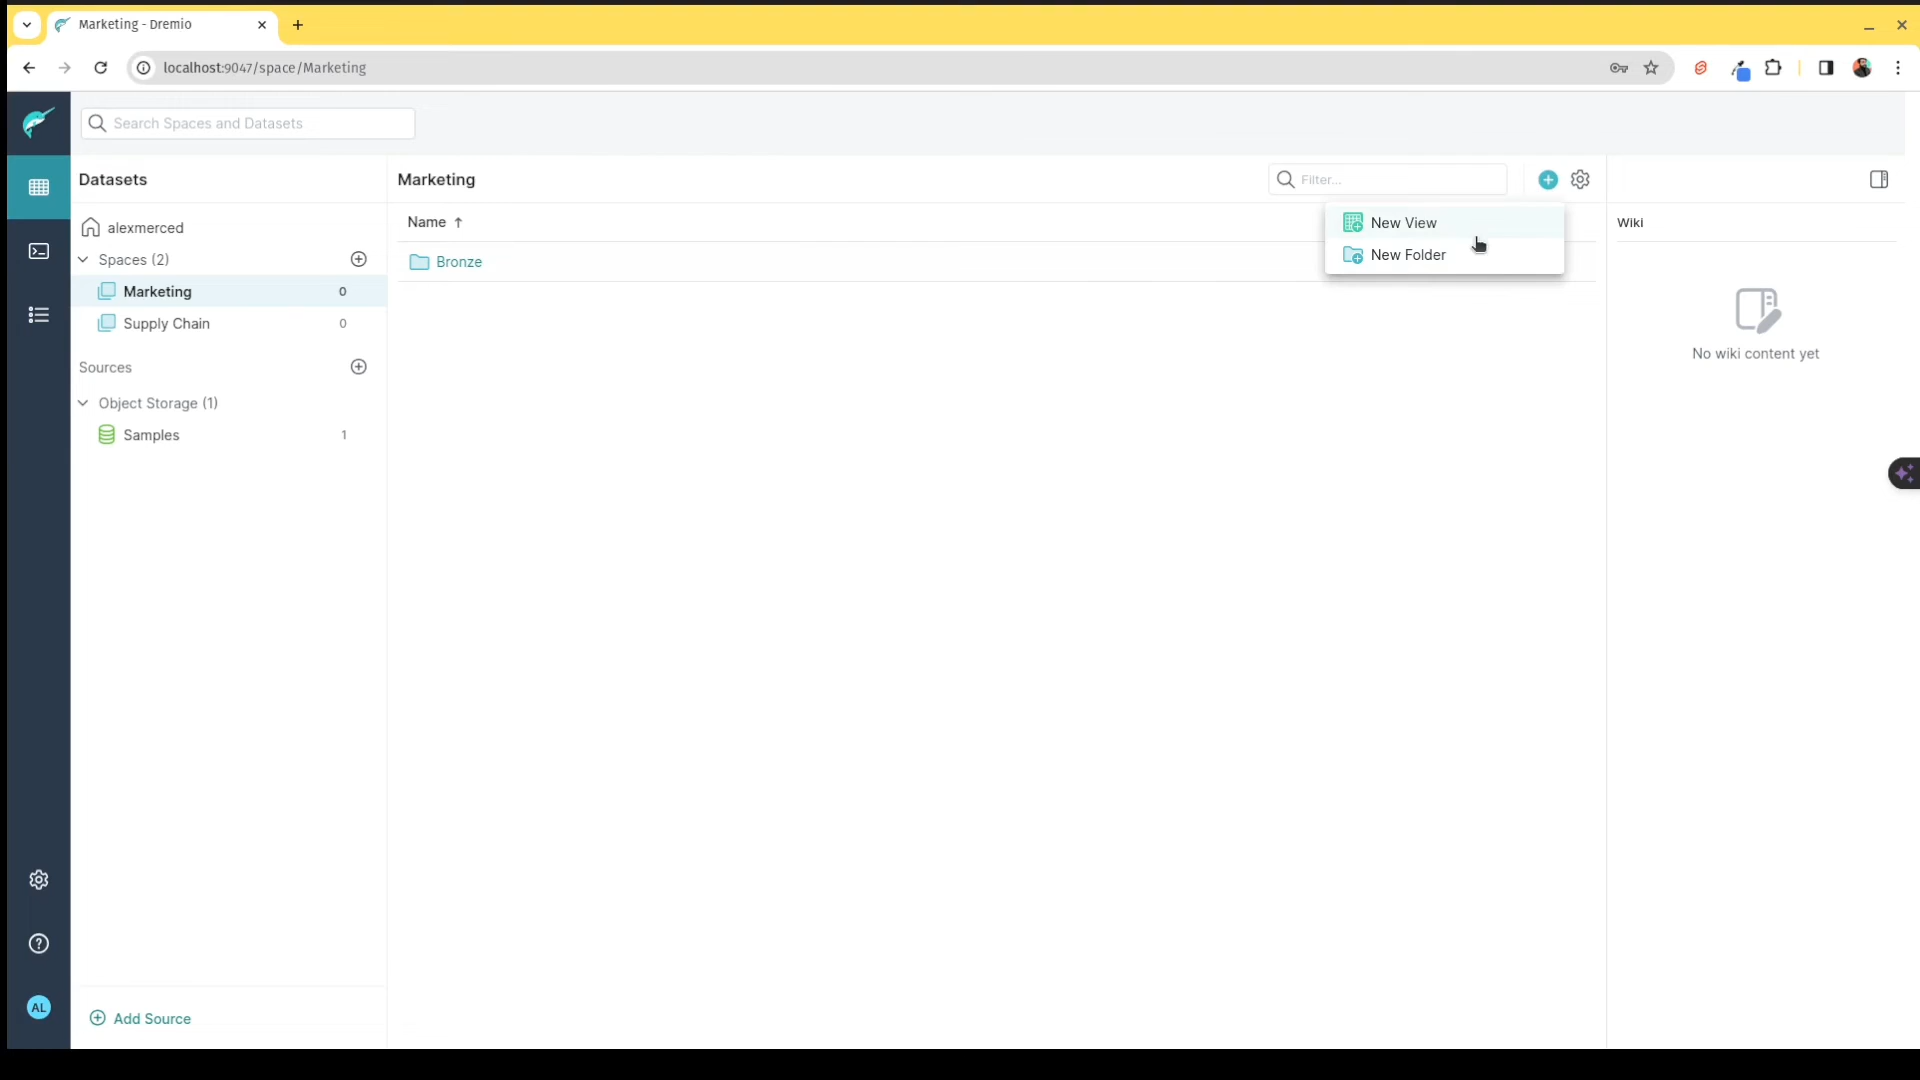 Marketing - Dremio
localhost:9047/space/Marketing
Search Spaces and Datasets
Datasets
alexmerced
Spaces (2)
Marketing 0
Supply Chain 0
Sources
Object Storage (1)
Samples 1
Add Source
AL
Marketing
Filter...
Name ↑
Bronze
New View
New Folder
Wiki
No wiki content yet